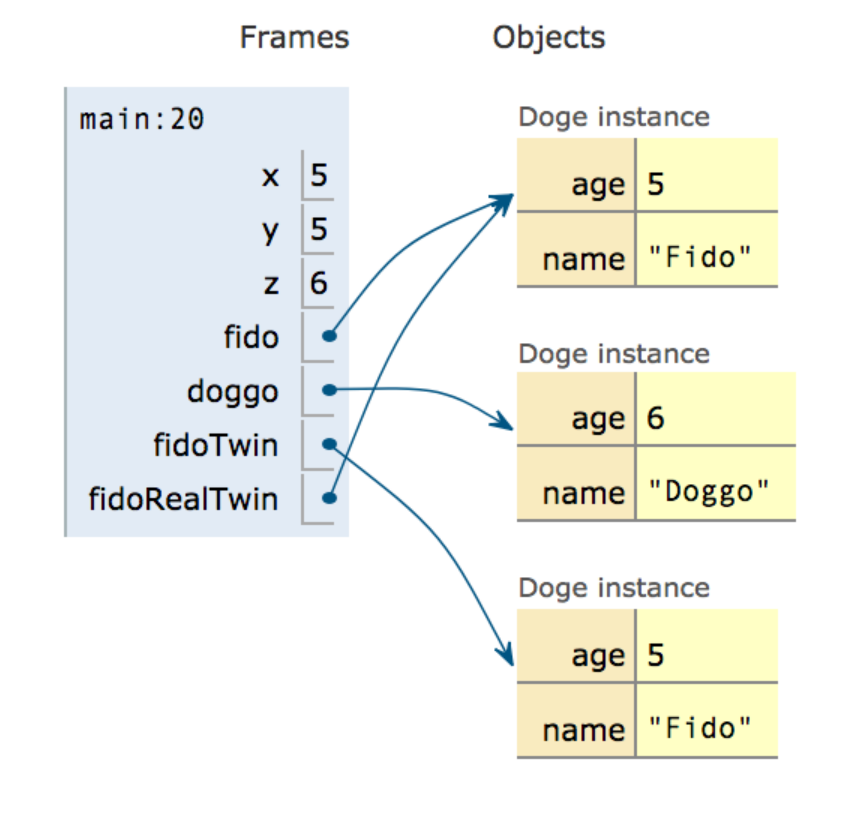 Frames
Objects
main:20
x 5
y 5
z 6
fido
doggo
fidoTwin
fidoRealTwin
Doge instance
age 5
name "Fido"
Doge instance
age 6
name "Doggo"
Doge instance
age 5
name "Fido"